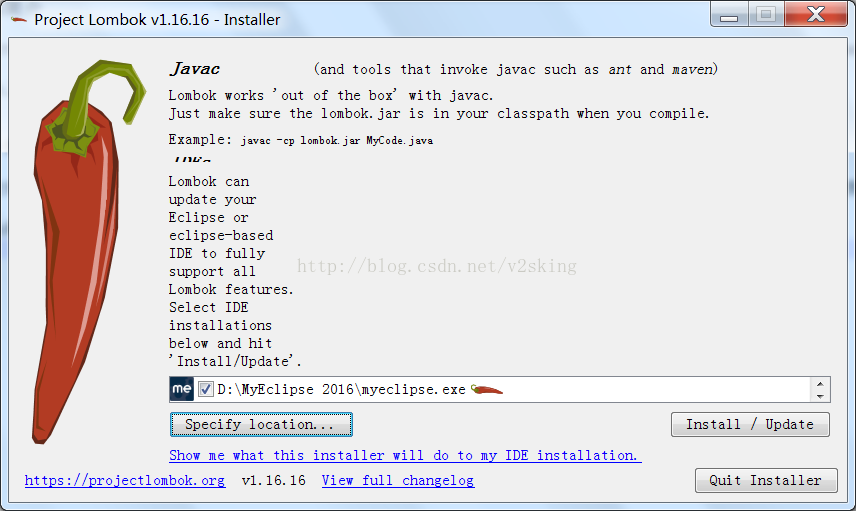 Project Lombok v1.16.16 - Installer
Javac (and tools that invoke javac such as ant and maven)
Lombok works 'out of the box' with javac.
Just make sure the lombok.jar is in your classpath when you compile.
Example: javac -cp lombok.jar MyCode.java
IDEs
Lombok can
update your
Eclipse or
eclipse-based
IDE to fully
support all
Lombok features.
Select IDE
installations
below and hit
'Install/Update'.
http://blog.csdn.net/v2sking
me D:\MyEclipse 2016\myeclipse.exe
Specify location... Install / Update
Show me what this installer will do to my IDE installation.
https://projectlombok.org v1.16.16 View full changelog Quit Installer